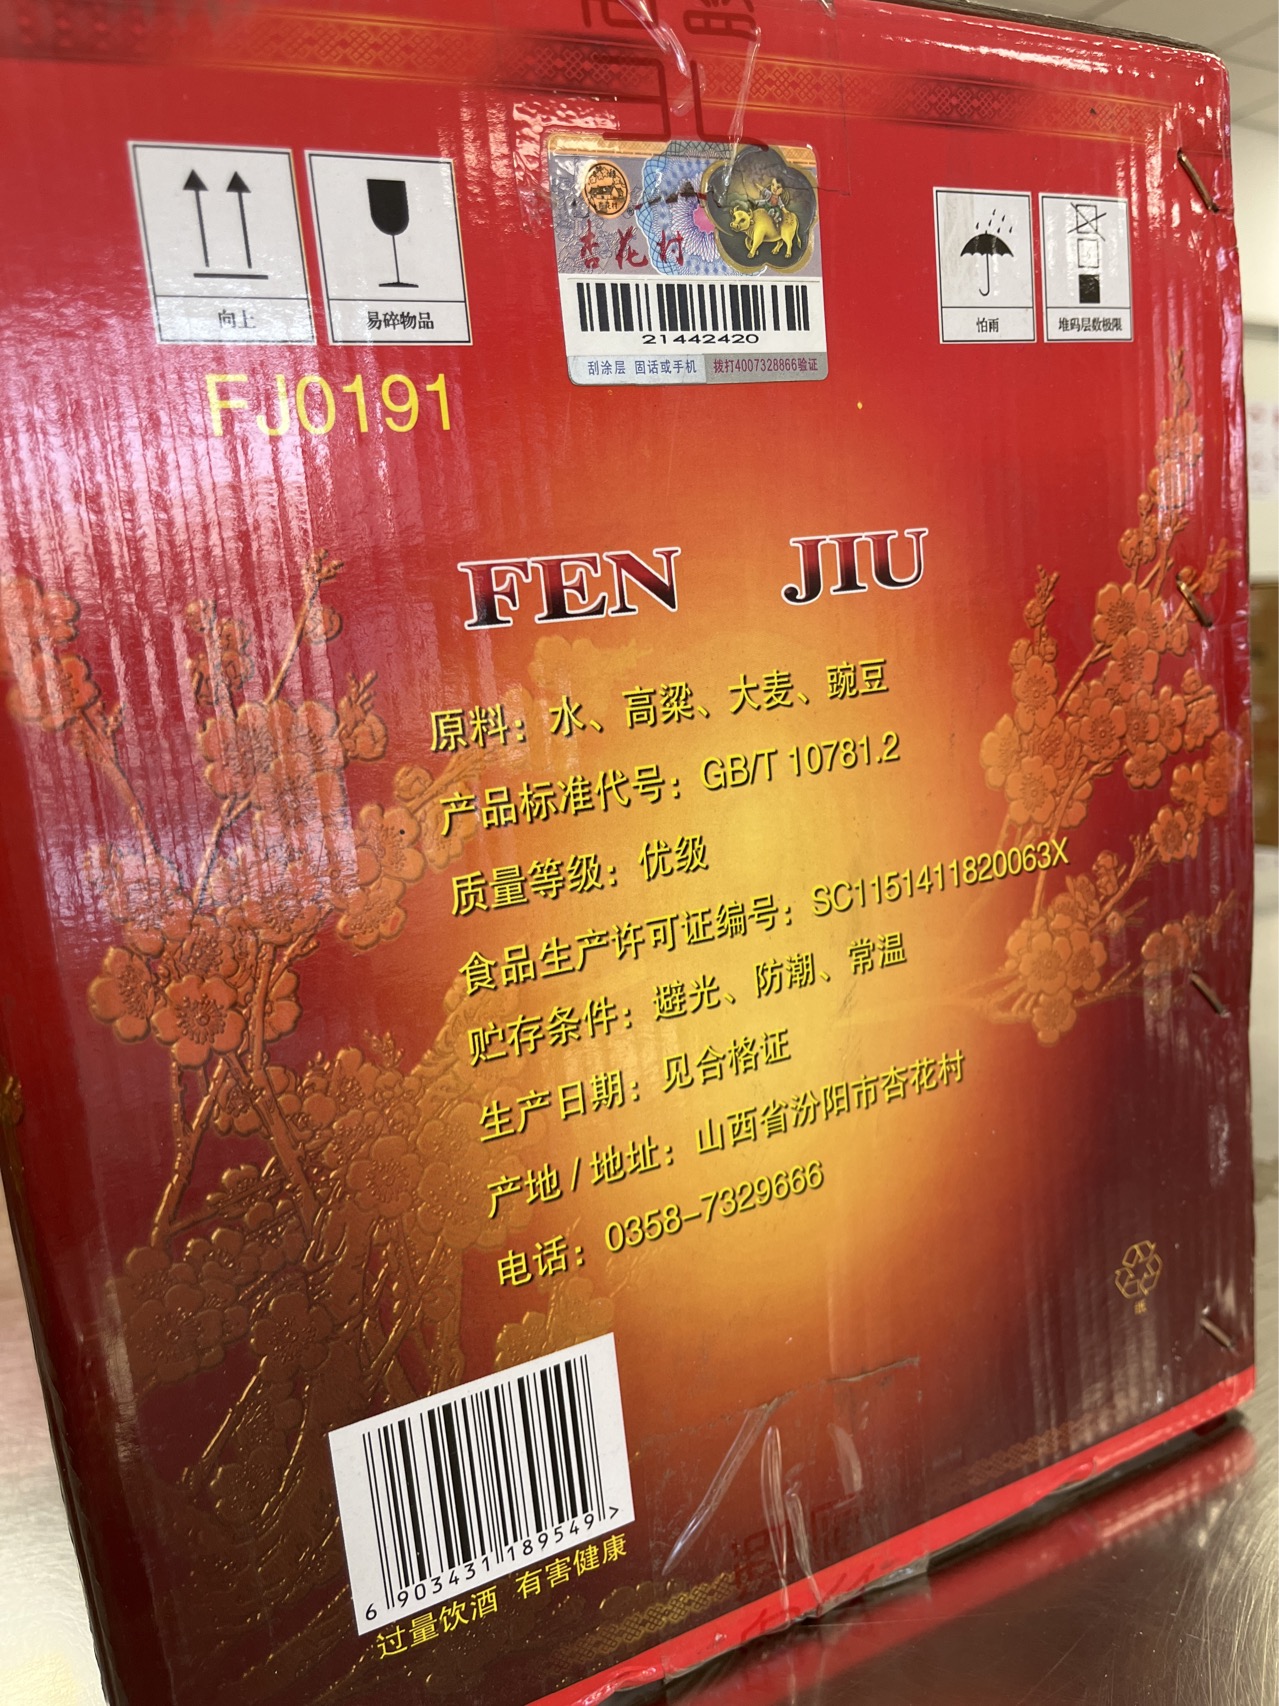 向上
易碎物品
杏花村
21442420
刮涂层 固话或手机 拨打4007328866验证
怕雨
堆码层数极限
FJ0191
FEN JIU
原料：水、高粱、大麦、豌豆
产品标准代号：GB/T 10781.2
质量等级：优级
食品生产许可证编号：SC1151411820063X
贮存条件：避光、防潮、常温
生产日期：见合格证
产地/地址：山西省汾阳市杏花村
电话：0358-7329666
纸
6 903431 189549 >
过量饮酒 有害健康